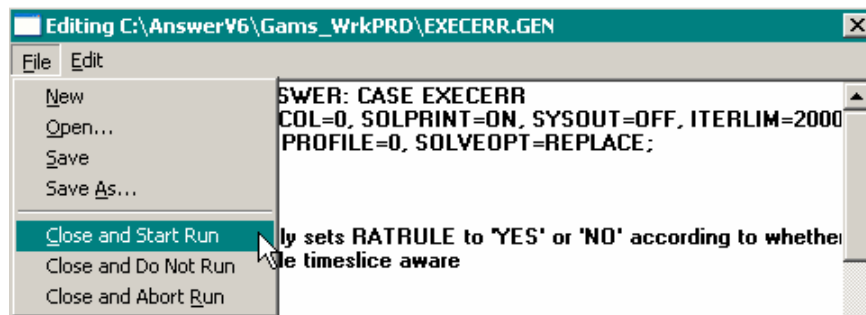 Editing C:\AnswerV6\Gams_WrkPRD\EXECERR.GEN
File Edit
New
Open...
Save
Save As...
Close and Start Run
Close and Do Not Run
Close and Abort Run
SWER: CASE EXECERR
COL=0, SOLPRINT=ON, SYSOUT=OFF, ITERLIM=2000
PROFILE=0, SOLVEOPT=REPLACE;
ly sets RATRULE to 'YES' or 'NO' according to whether
le timeslice aware